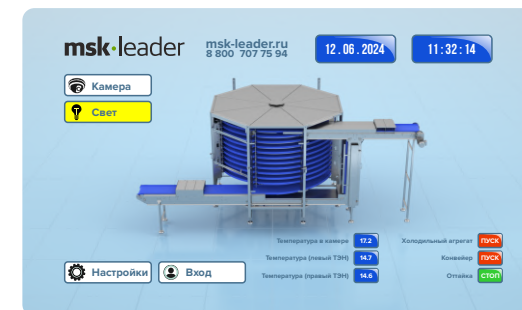 msk·leader
msk-leader.ru
8 800 707 75 94
12.06.2024
11:32:14
Камера
Свет
Температура в камере 17.2
Холодильный агрегат ПУСК
Температура (левый ТЭН) 14.7
Конвейер ПУСК
Температура (правый ТЭН) 14.6
Оттайка СТОП
Настройки
Вход